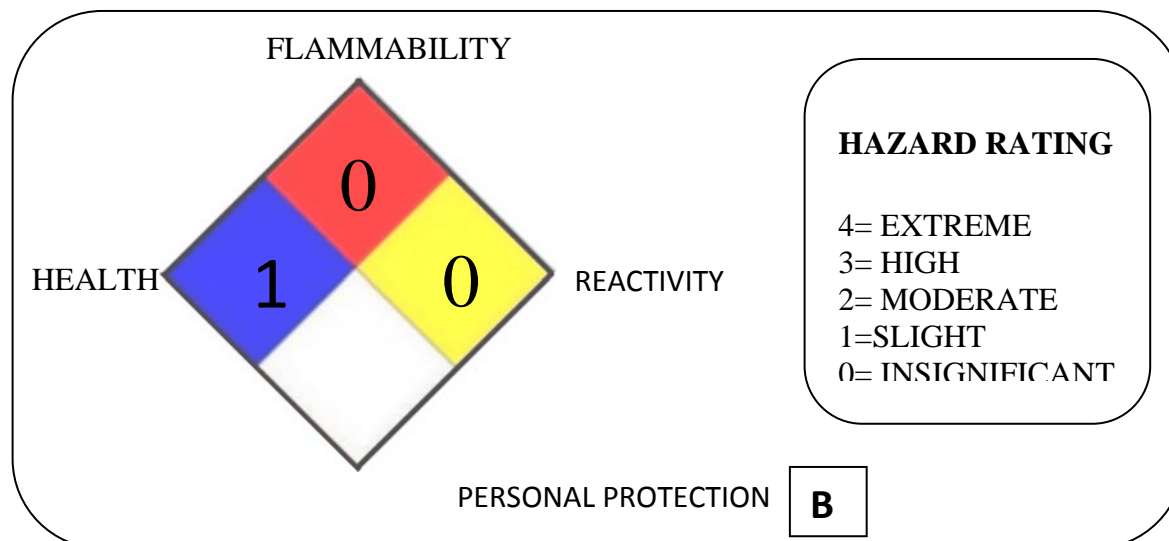 FLAMMABILITY
0
HEALTH
1
0
REACTIVITY
HAZARD RATING
4= EXTREME
3= HIGH
2= MODERATE
1=SLIGHT
0= INSIGNIFICANT
PERSONAL PROTECTION
B